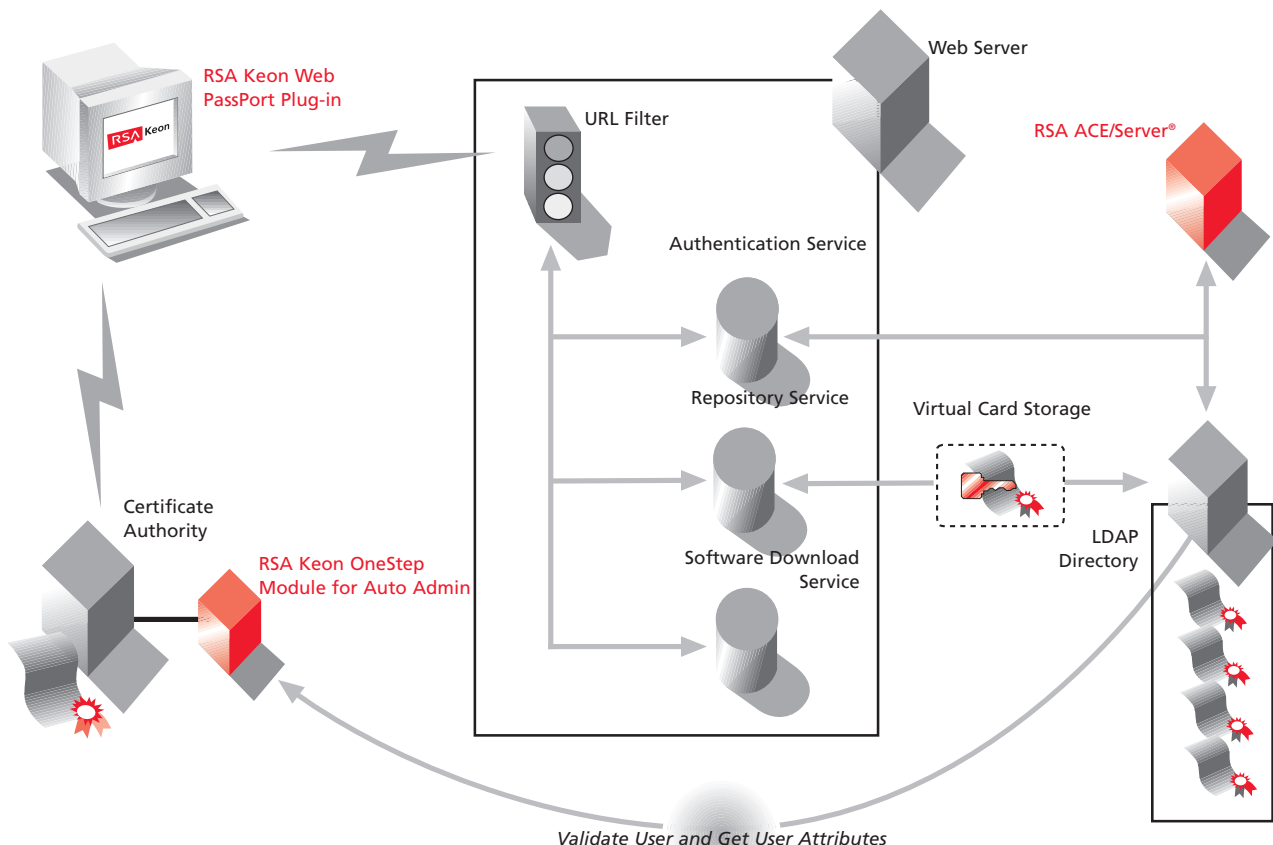 Web Server
RSA Keon Web
PassPort Plug-in
RSA Keon
URL Filter
RSA ACE/Server®
Authentication Service
Repository Service
Virtual Card Storage
Certificate
Authority
LDAP
Directory
Software Download
Service
RSA Keon OneStep
Module for Auto Admin
Validate User and Get User Attributes